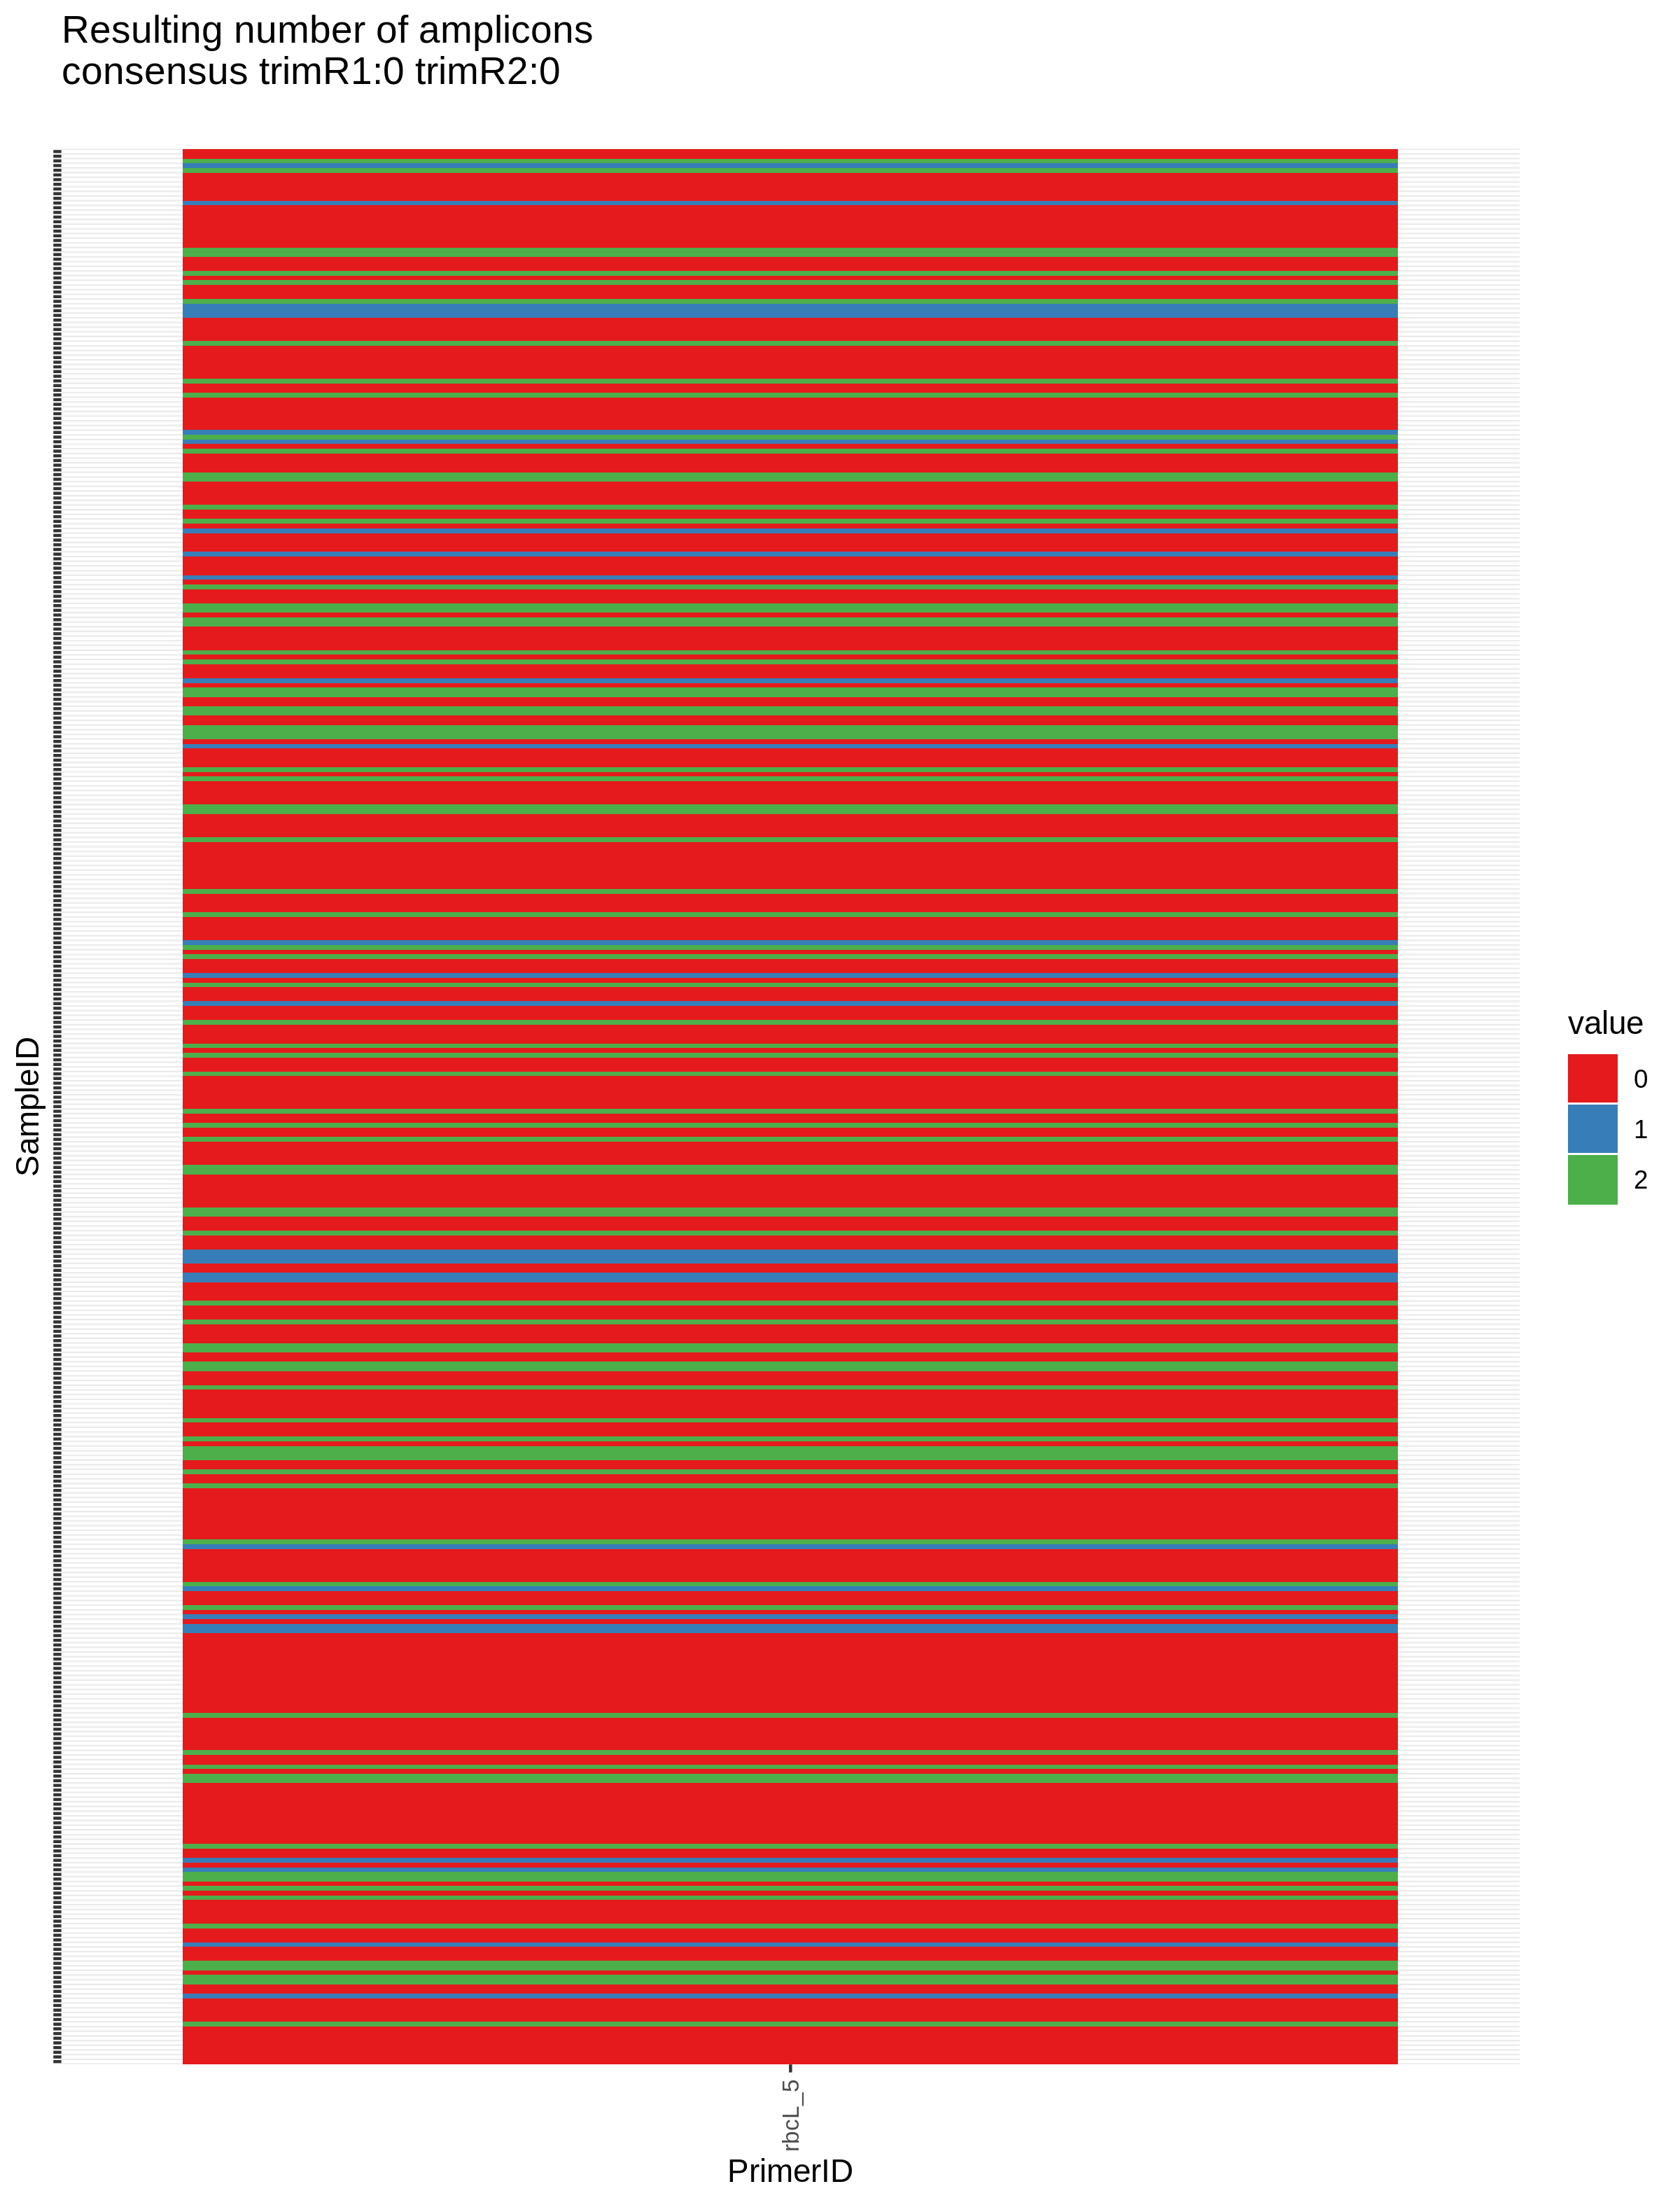 Resulting number of amplicons
consensus trimR1:0 trimR2:0
SampleID
value
0
1
2
rbcL_5
PrimerID